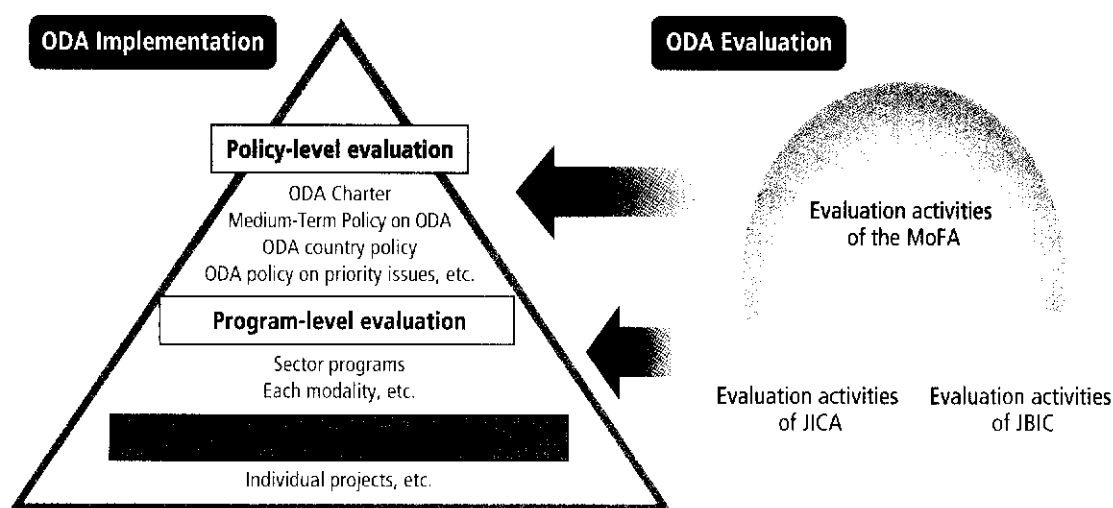 ODA Implementation
Policy-level evaluation
ODA Charter
Medium-Term Policy on ODA
ODA country policy
ODA policy on priority issues, etc.
Program-level evaluation
Sector programs
Each modality, etc.
Individual projects, etc.
ODA Evaluation
Evaluation activities
of the MoFA
Evaluation activities
of JICA
Evaluation activities
of JBIC